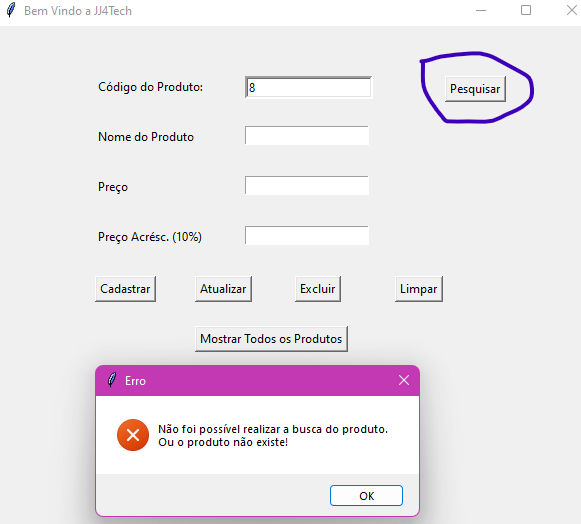 Bem Vindo a JJ4Tech
Código do Produto:
8
Pesquisar
Nome do Produto
Preço
Preço Acrésc. (10%)
Cadastrar
Atualizar
Excluir
Limpar
Mostrar Todos os Produtos
Erro
Não foi possível realizar a busca do produto.
Ou o produto não existe!
OK